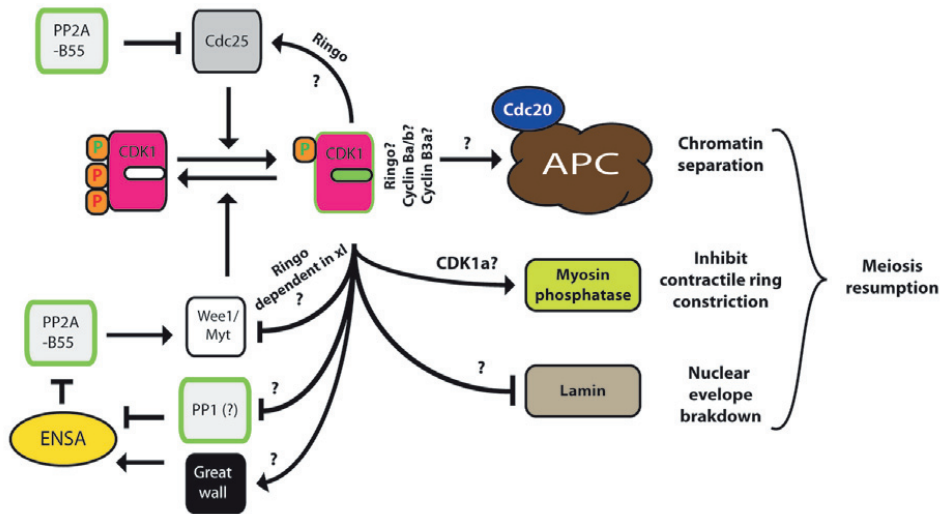 PP2A
-B55
Cdc25
Ringo
?
P
P
P
CDK1
P
CDK1
Ringo?
Cyclin Ba/b?
Cyclin B3a?
?
Cdc20
APC
Chromatin
separation
Ringo
dependent in xl
?
CDK1a?
Myosin
phosphatase
Inhibit
contractile ring
constriction
Meiosis
resumption
PP2A
-B55
Wee1/
Myt
?
Lamin
Nuclear
evelope
brakdown
PP1 (?)
?
ENSA
Great
wall
?